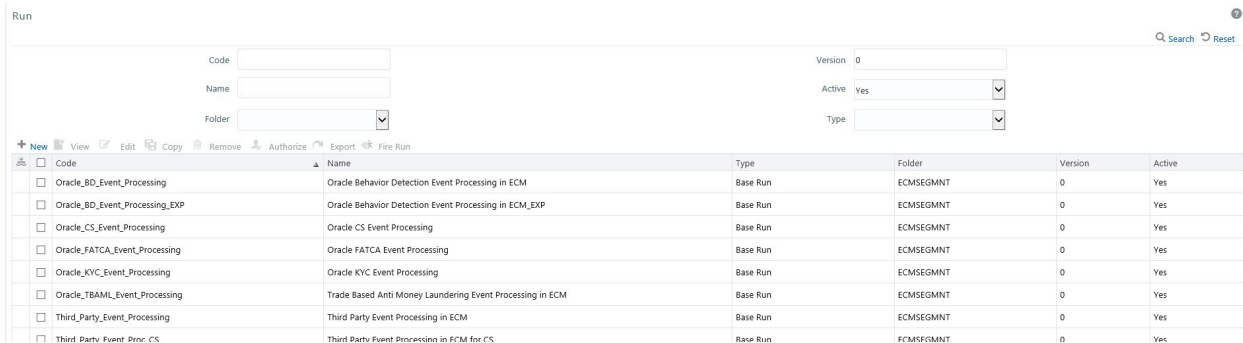 Run
Search Reset
Code Version 0
Name Active Yes
Folder Type
New View Edit Copy Remove Authorize Export Fire Run
Code Name Type Folder Version Active
Oracle_BD_Event_Processing Oracle Behavior Detection Event Processing in ECM Base Run ECMSEGMNT 0 Yes
Oracle_BD_Event_Processing_EXP Oracle Behavior Detection Event Processing in ECM_EXP Base Run ECMSEGMNT 0 Yes
Oracle_CS_Event_Processing Oracle CS Event Processing Base Run ECMSEGMNT 0 Yes
Oracle_FATCA_Event_Processing Oracle FATCA Event Processing Base Run ECMSEGMNT 0 Yes
Oracle_KYC_Event_Processing Oracle KYC Event Processing Base Run ECMSEGMNT 0 Yes
Oracle_TBAML_Event_Processing Trade Based Anti Money Laundering Event Processing in ECM Base Run ECMSEGMNT 0 Yes
Third_Party_Event_Processing Third Party Event Processing in ECM Base Run ECMSEGMNT 0 Yes
Third_Party_Event_Proc_CS Third Party Event Processing in ECM for CS Base Run ECMSEGMNT 0 Yes